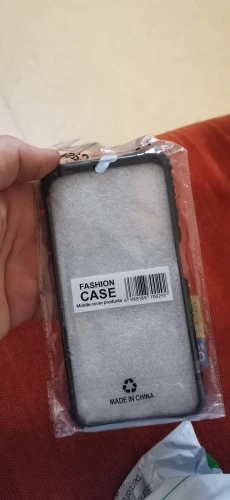 FASHION
CASE
Mobile cover products
MADE IN CHINA